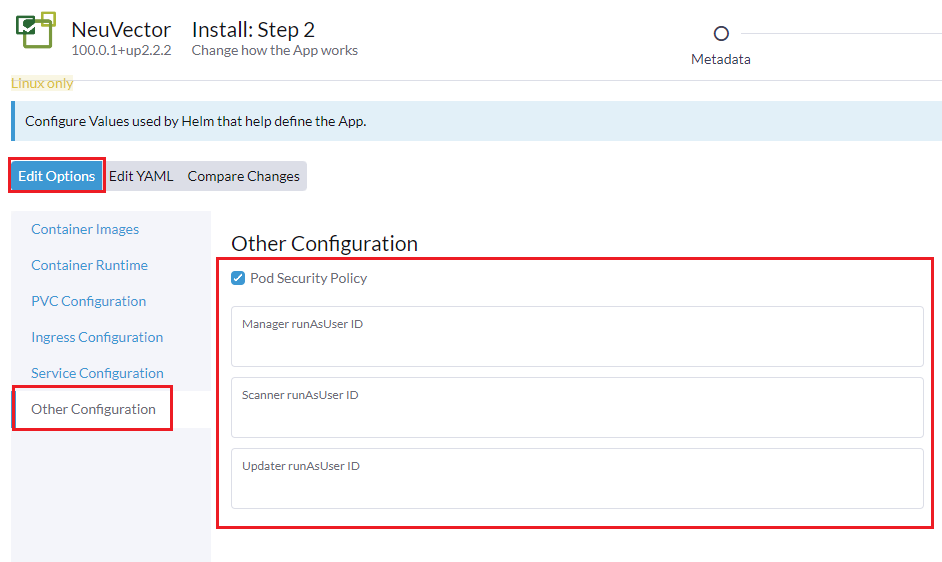 NeuVector Install: Step 2
100.0.1+up2.2.2 Change how the App works
Metadata
Linux only
Configure Values used by Helm that help define the App.
Edit Options Edit YAML Compare Changes
Container Images
Container Runtime
PVC Configuration
Ingress Configuration
Service Configuration
Other Configuration
Other Configuration
Pod Security Policy
Manager runAsUser ID
Scanner runAsUser ID
Updater runAsUser ID